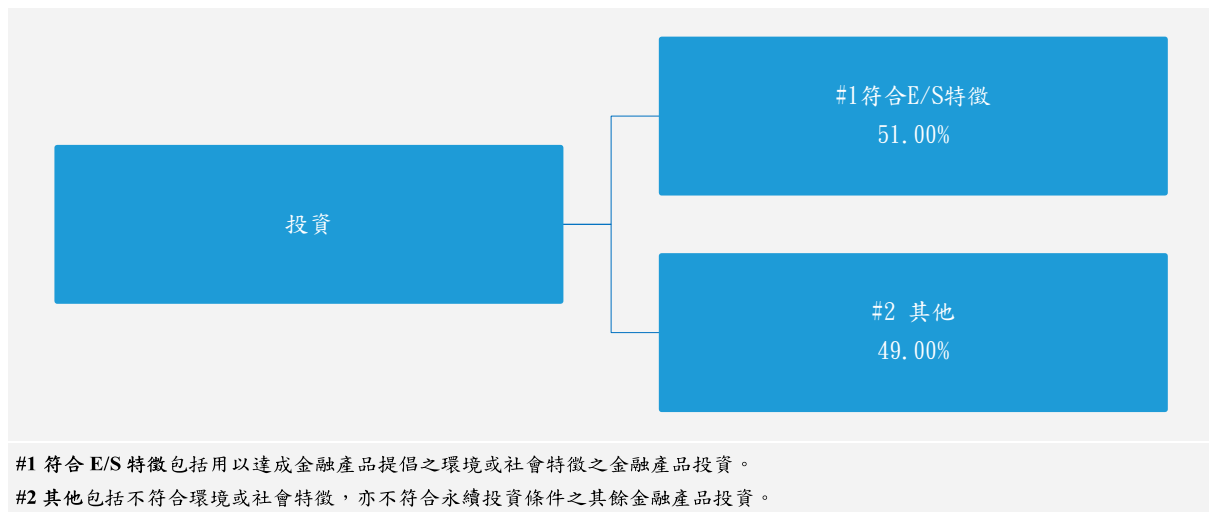 投資
#1符合E/S特徵
51.00%
#2 其他
49.00%
#1 符合 E/S 特徵包括用以達成金融產品提倡之環境或社會特徵之金融產品投資。
#2 其他包括不符合環境或社會特徵，亦不符合永續投資條件之其餘金融產品投資。